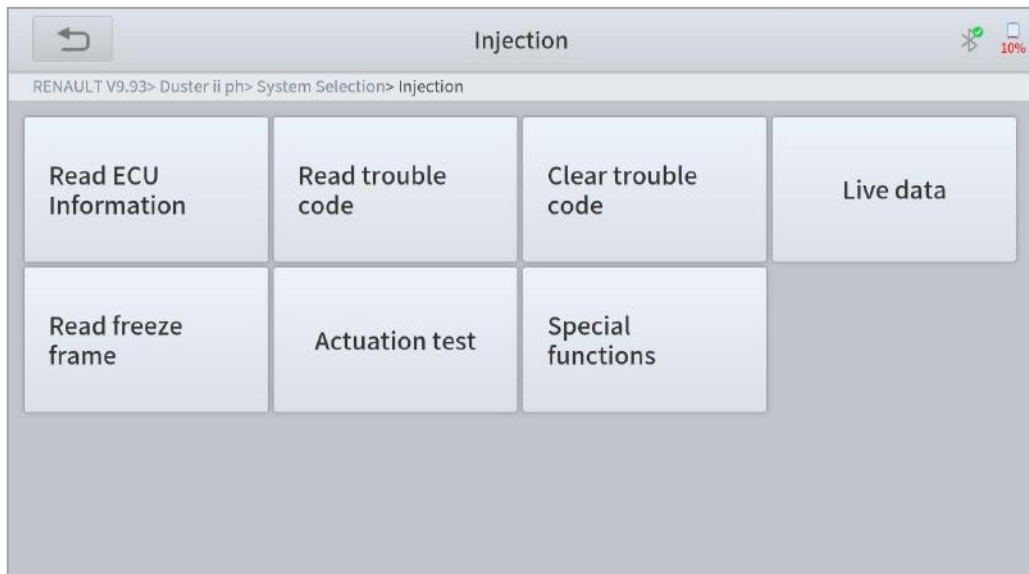 Injection
10%
RENAULT V9.93> Duster ii ph> System Selection> Injection
Read ECU
Information
Read trouble
code
Clear trouble
code
Live data
Read freeze
frame
Actuation test
Special
functions